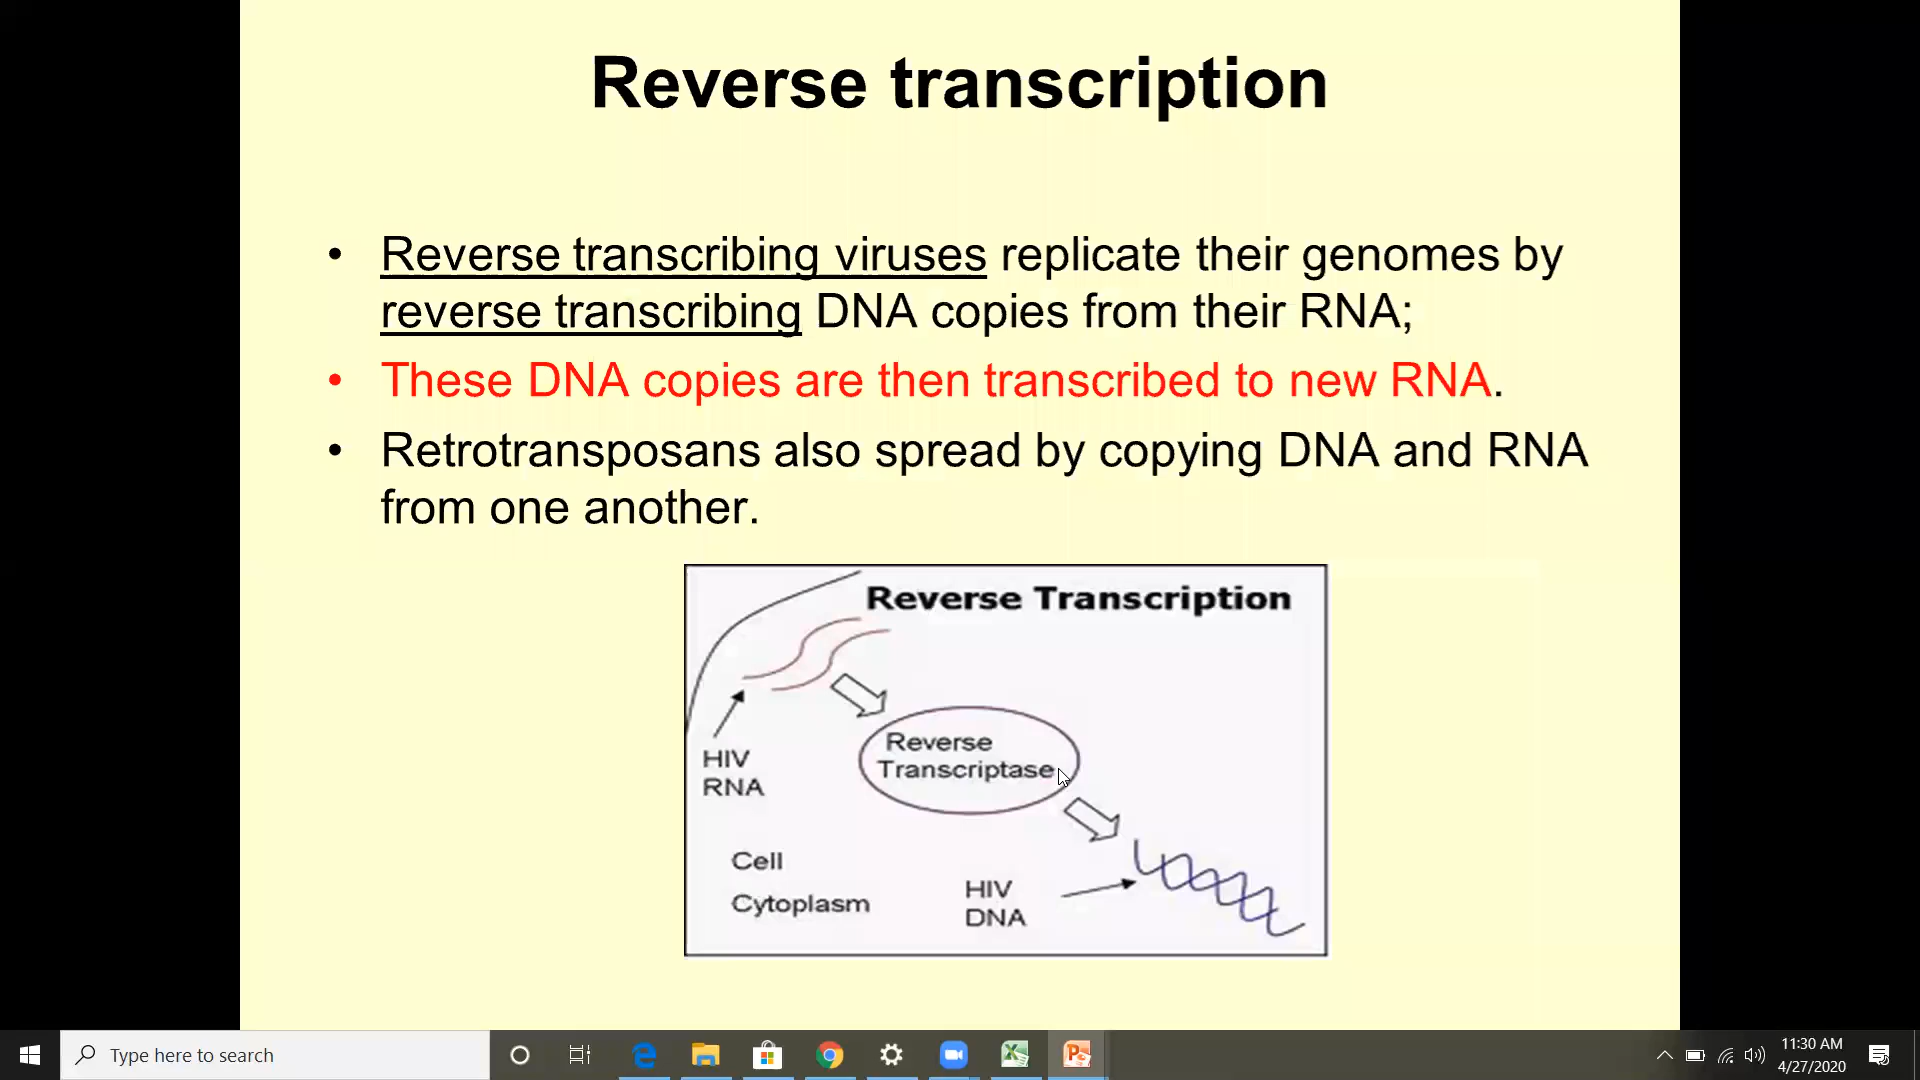 Reverse transcription
• Reverse transcribing viruses replicate their genomes by
reverse transcribing DNA copies from their RNA;
• These DNA copies are then transcribed to new RNA.
• Retrotransposans also spread by copying DNA and RNA
from one another.
Reverse Transcription
HIV
RNA
Reverse
Transcriptase
Cell
Cytoplasm
HIV
DNA
Type here to search
11:30 AM
4/27/2020